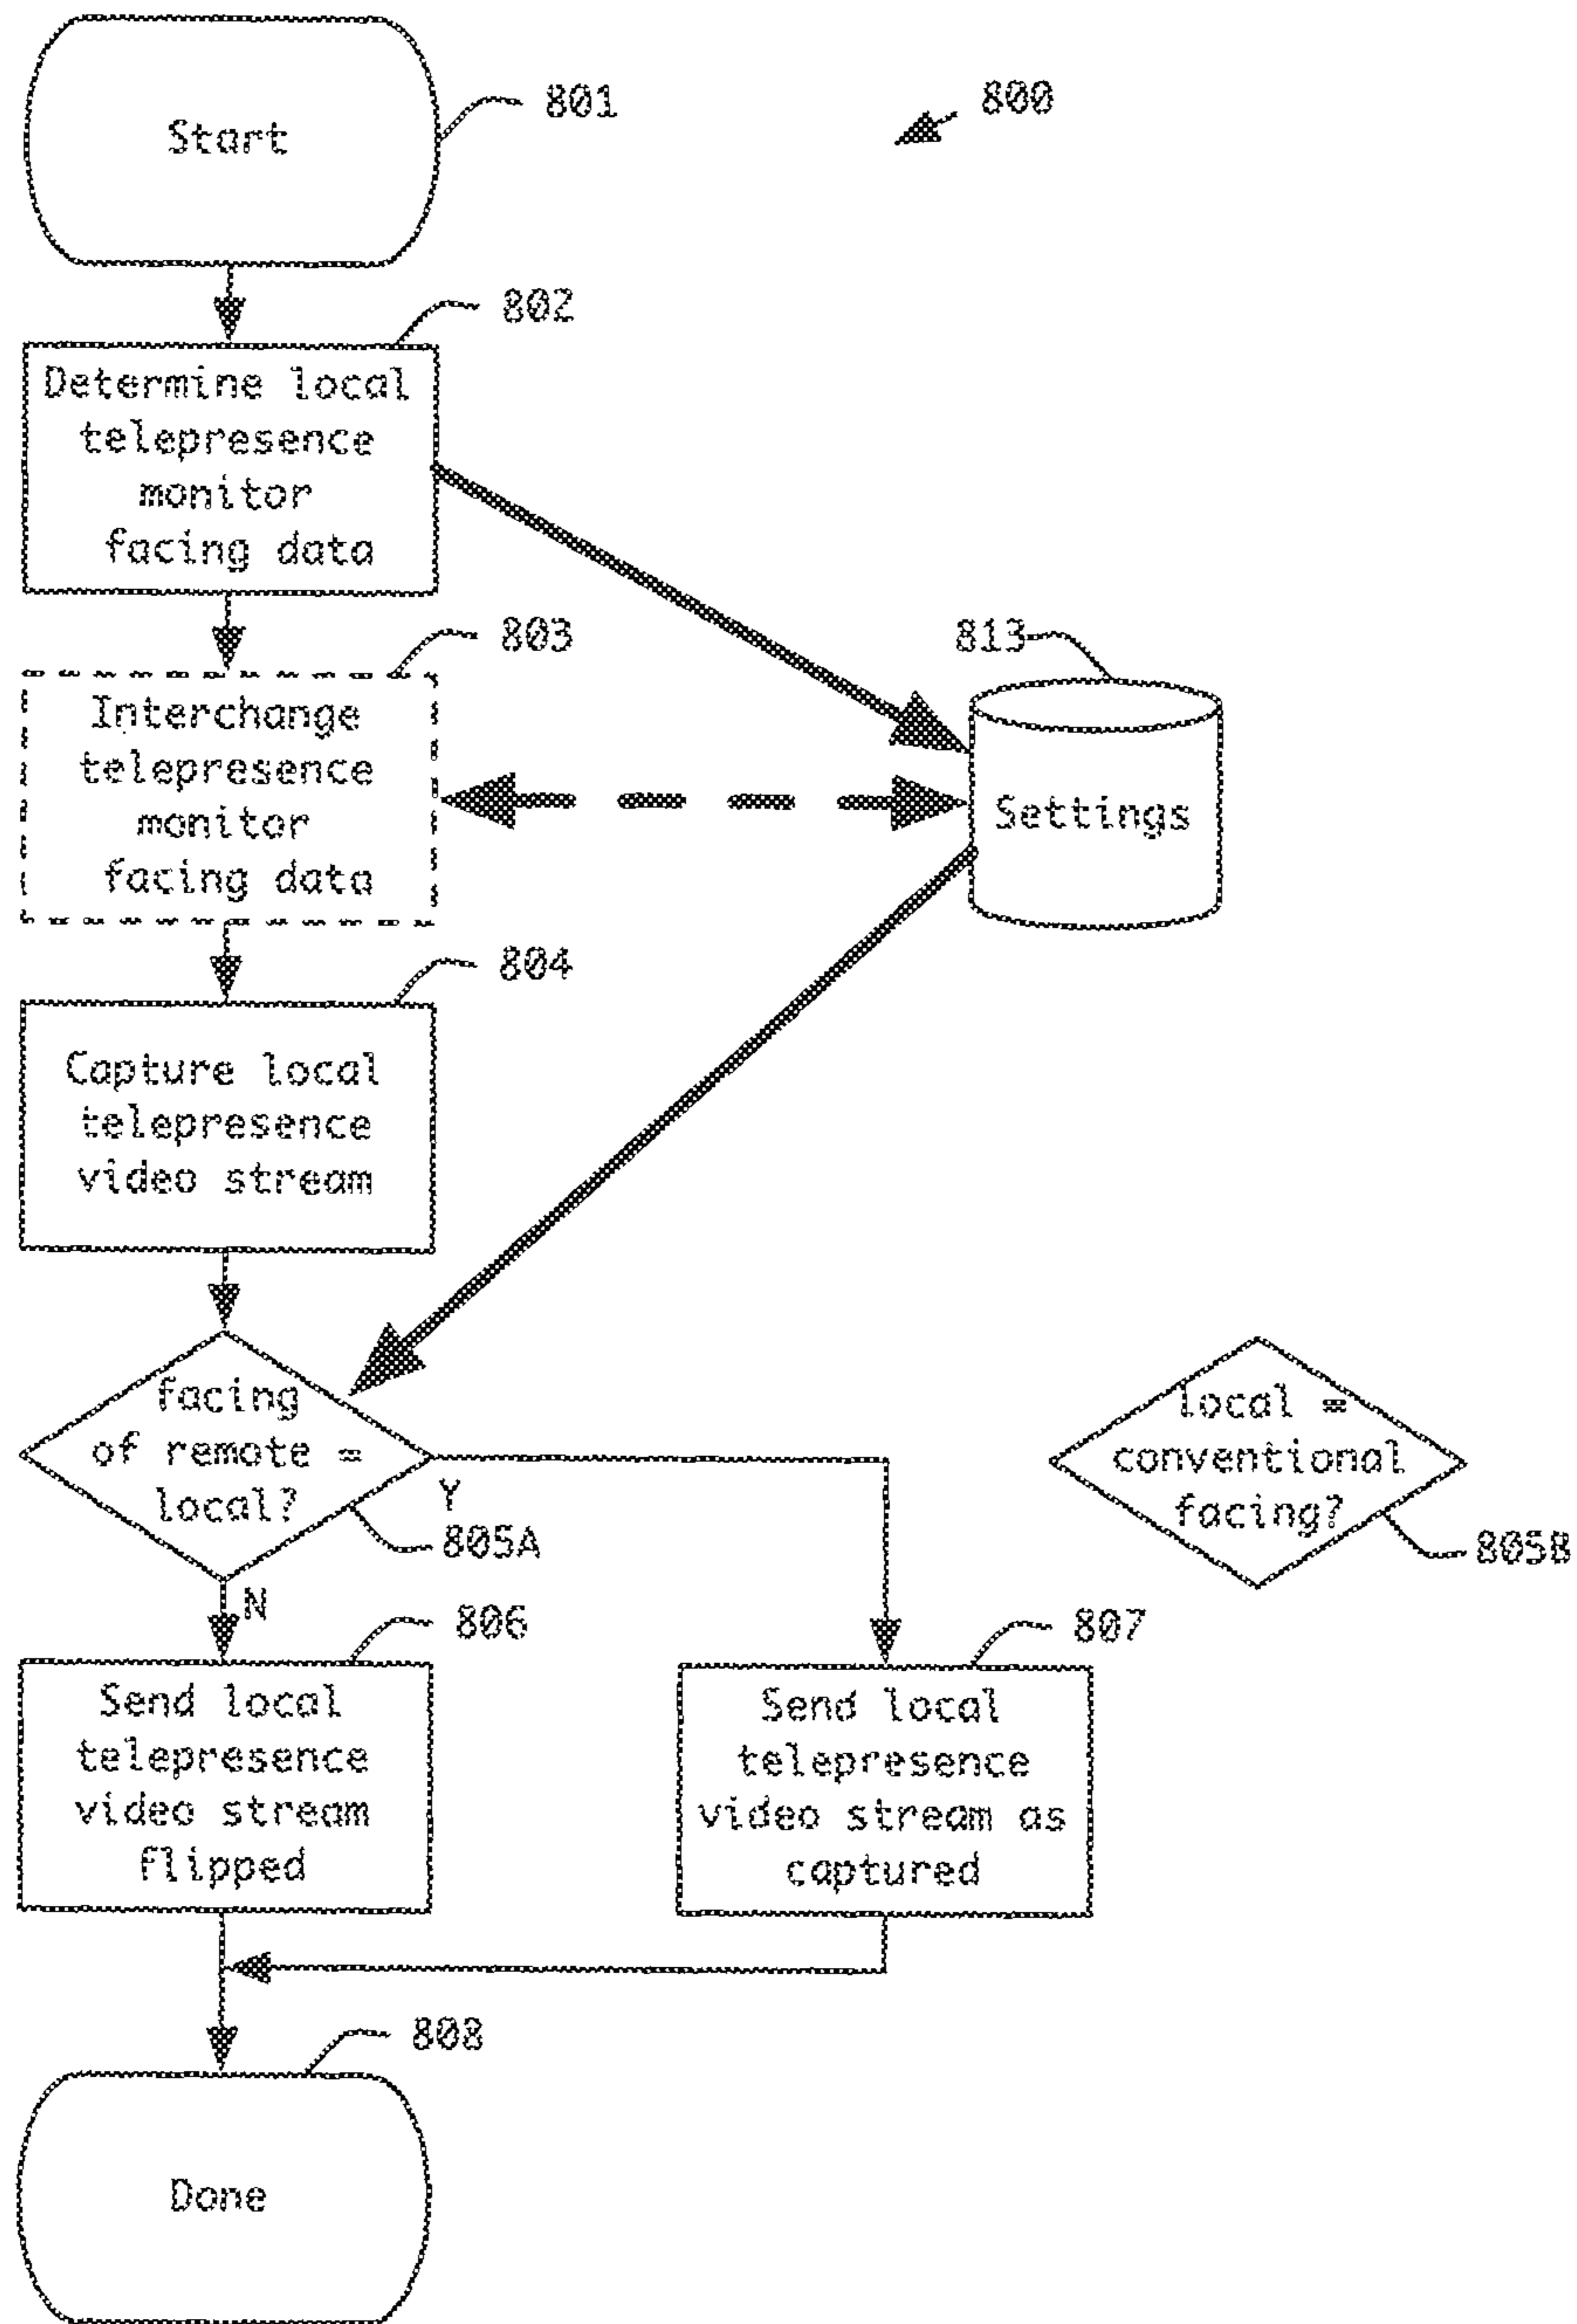 Start
801
800
802
Determine local
telepresence
monitor
facing data
803
Interchange
telepresence
monitor
facing data
813
Settings
804
Capture local
telepresence
video stream
facing
of remote =
local?
Y
805A
N
local =
conventional
facing?
805B
806
Send local
telepresence
video stream
flipped
807
Send local
telepresence
video stream as
captured
808
Done